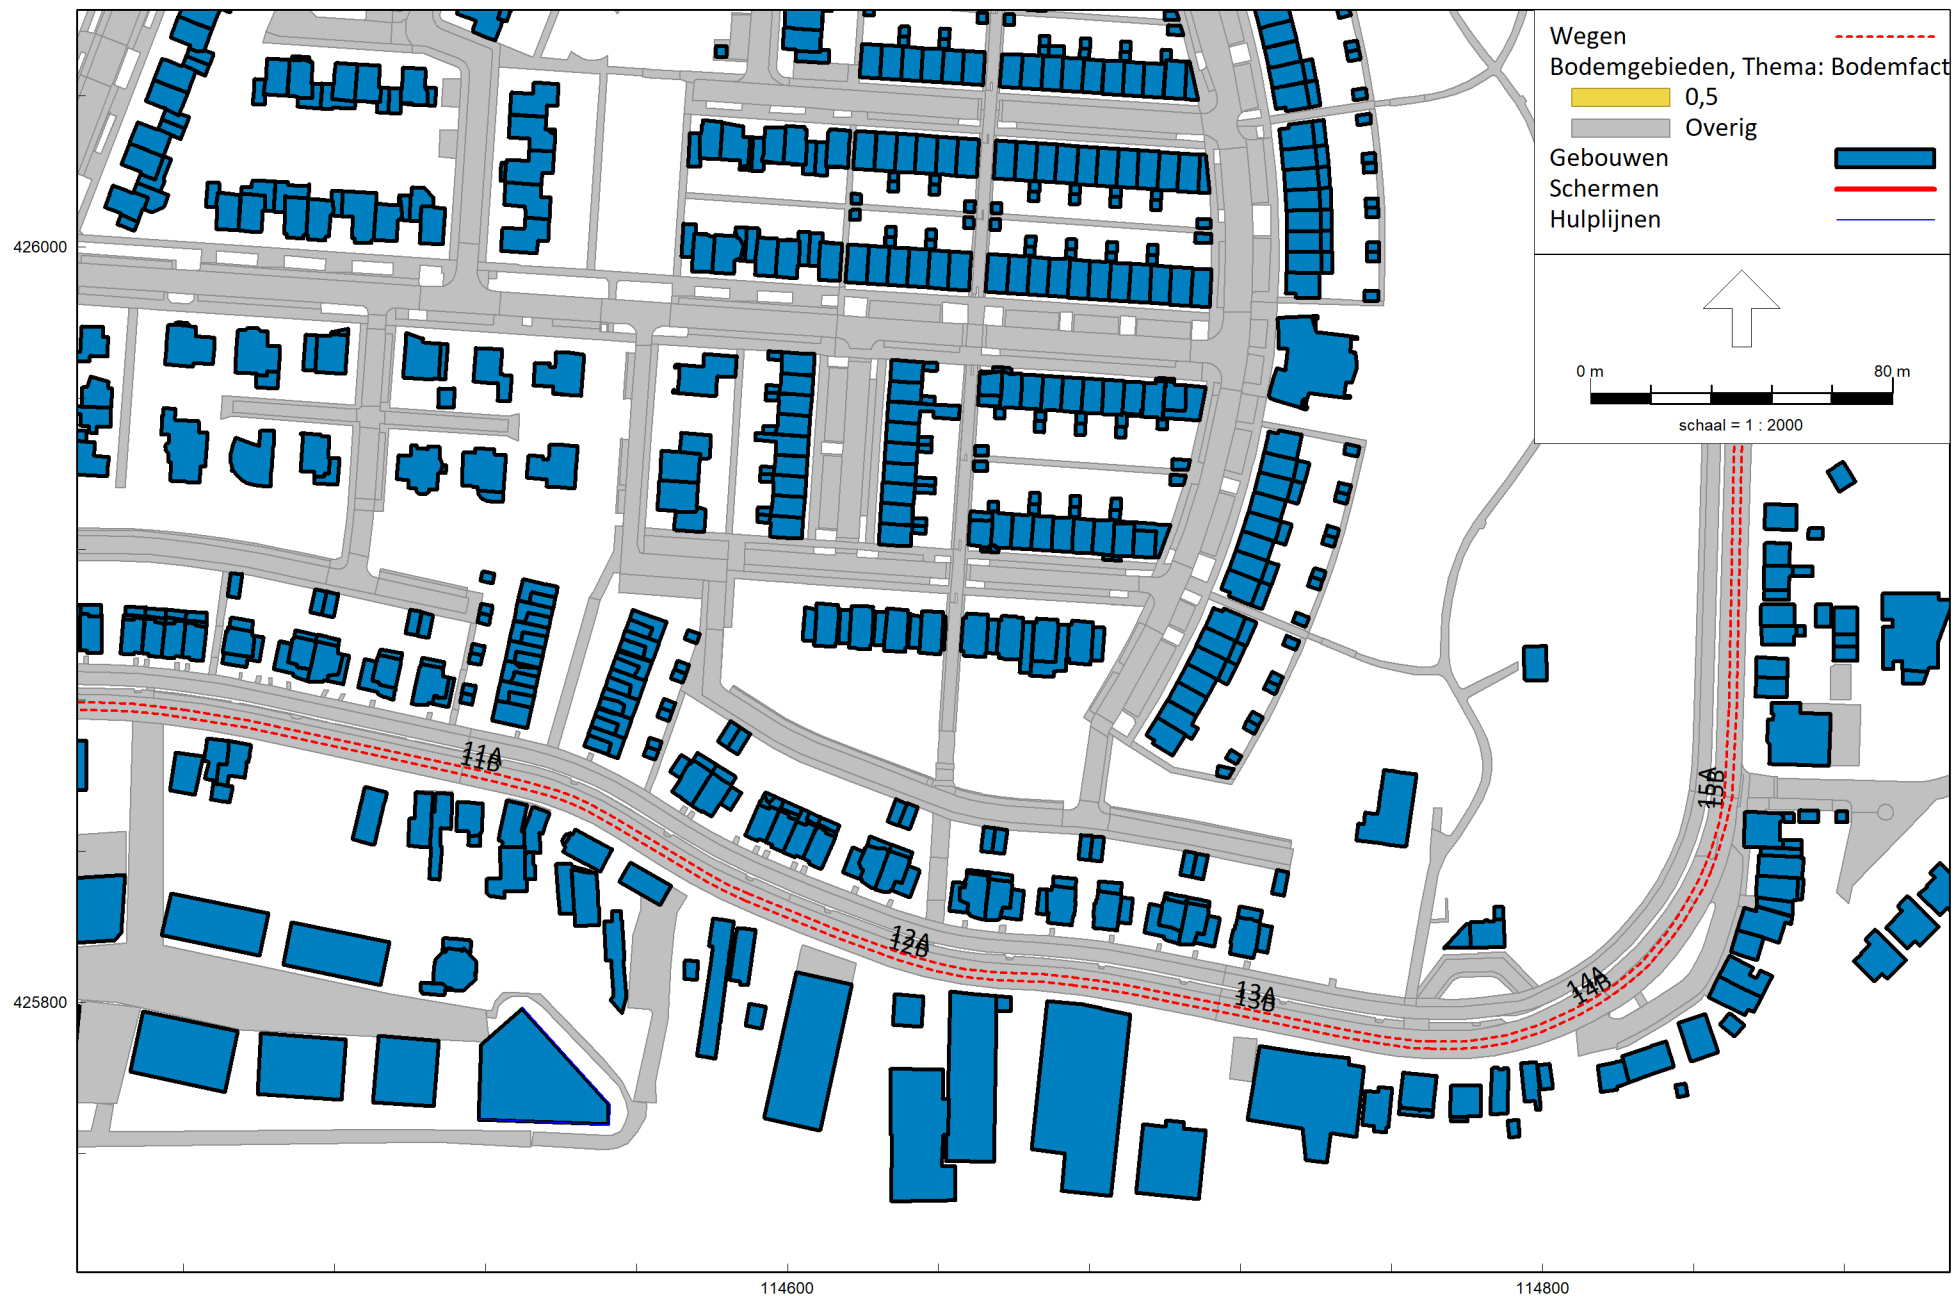 Wegen
Bodemgebieden, Thema: Bodemfact
0,5
Overig
Gebouwen
Schermen
Hulplijnen
426000
0 m 80 m
schaal = 1 : 2000
11A
11B
15A
15B
12A
12B
13A
13B
14A
14B
425800
114600 114800